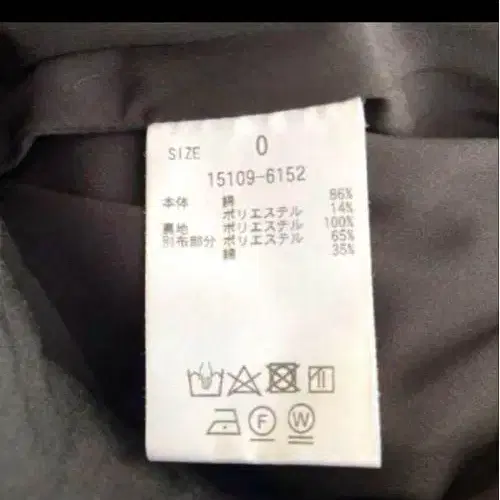 SIZE 0
15109-6152
本体 綿 86%
ポリエステル 14%
裏地 ポリエステル 100%
別布部分 ポリエステル 65%
綿 35%
F W